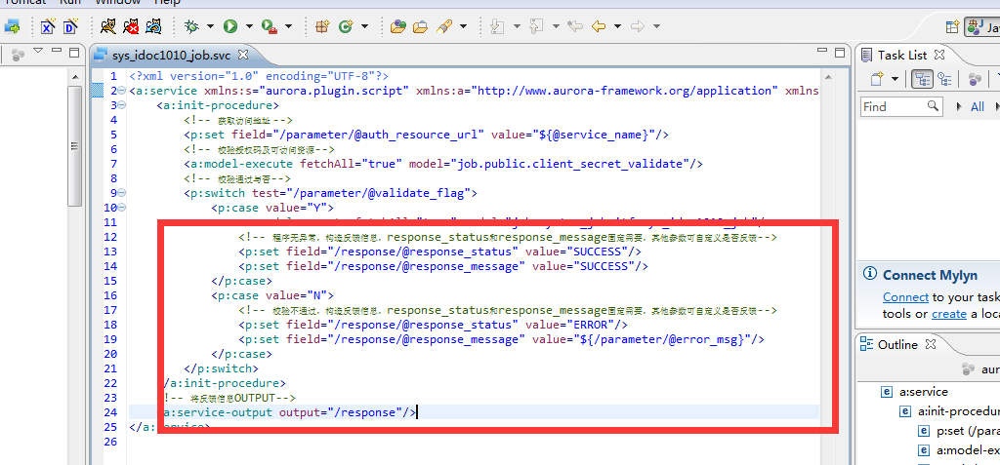 Tomcat Run Window Help
Java
sys_idoc1010_job.svc
Task List
1 <?xml version="1.0" encoding="UTF-8"?>
2 <a:service xmlns:s="aurora.plugin.script" xmlns:a="http://www.aurora-framework.org/application" xmlns
3 <a:init-procedure>
4 <!-- 获取访问地址-->
5 <p:set field="/parameter/@auth_resource_url" value="${@service_name}"/>
6 <!-- 校验授权码及可访问资源-->
7 <a:model-execute fetchAll="true" model="job.public.client_secret_validate"/>
8 <!-- 校验通过与否-->
9 <p:switch test="/parameter/@validate_flag">
10 <p:case value="Y">
11
12 <!-- 程序无异常，构造反馈信息，response_status和response_message固定需要，其他参数可自定义是否反馈-->
13 <p:set field="/response/@response_status" value="SUCCESS"/>
14 <p:set field="/response/@response_message" value="SUCCESS"/>
15 </p:case>
16 <p:case value="N">
17 <!-- 校验不通过，构造反馈信息，response_status和response_message固定需要，其他参数可自定义是否反馈-->
18 <p:set field="/response/@response_status" value="ERROR"/>
19 <p:set field="/response/@response_message" value="${/parameter/@error_msg}"/>
20 </p:case>
21 </p:switch>
22 /a:init-procedure>
23 !-- 将反馈信息OUTPUT-->
24 a:service-output output="/response"/>
25 </a:service>
26
Find
All
Connect Mylyn
Connect to your task
tools or create a loca
Outline
aur
a:service
a:init-procedu
p:set (/para
a:model-ex